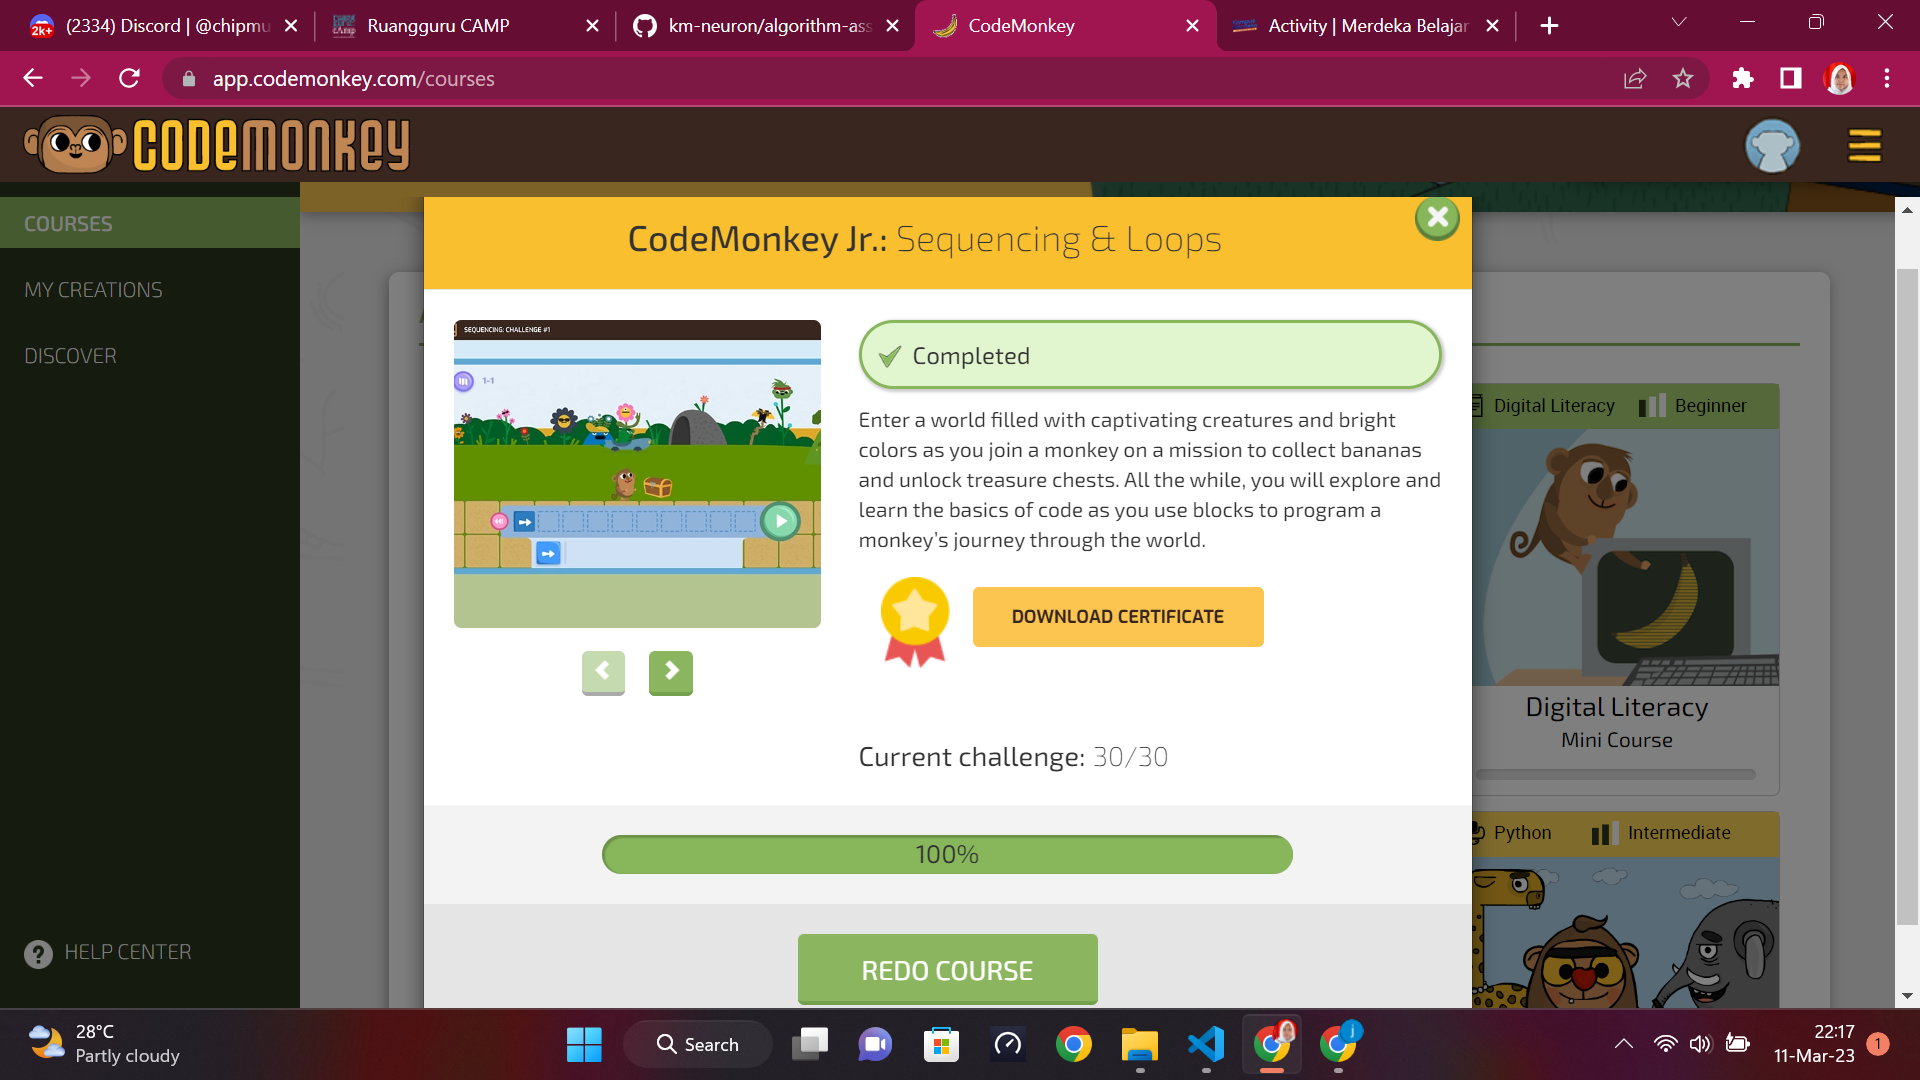 (2334) Discord | @chipmu
Ruangguru CAMP
km-neuron/algorithm-ass
CodeMonkey
Activity | Merdeka Belajar
app.codemonkey.com/courses
CODEMONKEY
COURSES
MY CREATIONS
DISCOVER
HELP CENTER
CodeMonkey Jr.: Sequencing & Loops
SEQUENCING: CHALLENGE #1
1-1
Completed
Enter a world filled with captivating creatures and bright
colors as you join a monkey on a mission to collect bananas
and unlock treasure chests. All the while, you will explore and
learn the basics of code as you use blocks to program a
monkey's journey through the world.
DOWNLOAD CERTIFICATE
Current challenge: 30/30
100%
REDO COURSE
Digital Literacy Beginner
Digital Literacy
Mini Course
Python Intermediate
28°C
Partly cloudy
Search
22:17
11-Mar-23
1